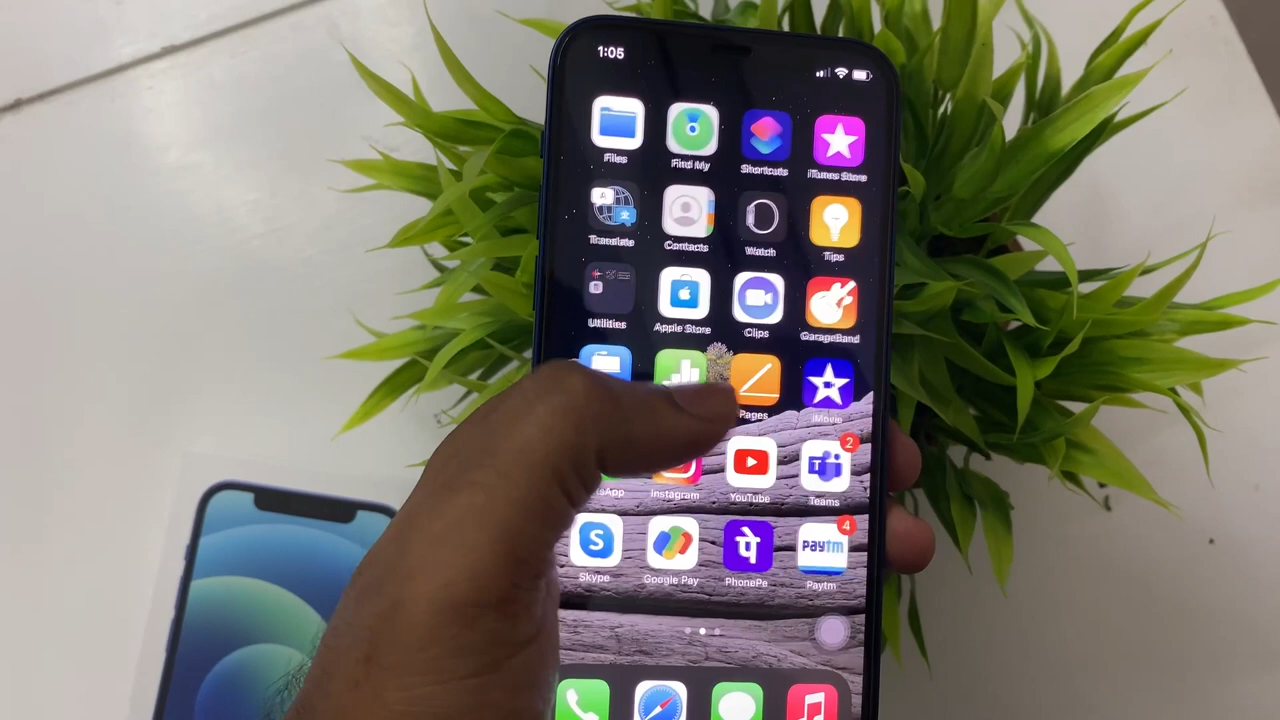 1:05
Files Find My Shortcuts iTunes Store
Translate Contacts Watch Tips
Utilities Apple Store Clips GarageBand
Pages iMovie
sApp Instagram YouTube Teams
2
Skype Google Pay PhonePe Paytm
S पे paytm 4